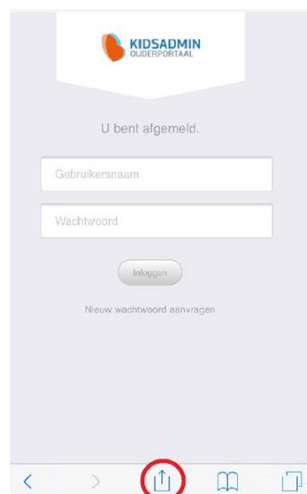 KIDSADMIN
OUDERPORTAAL
U bent afgemeld.
Gebruikersnaam
Wachtwoord
Inloggen
Nieuw wachtwoord aanvragen